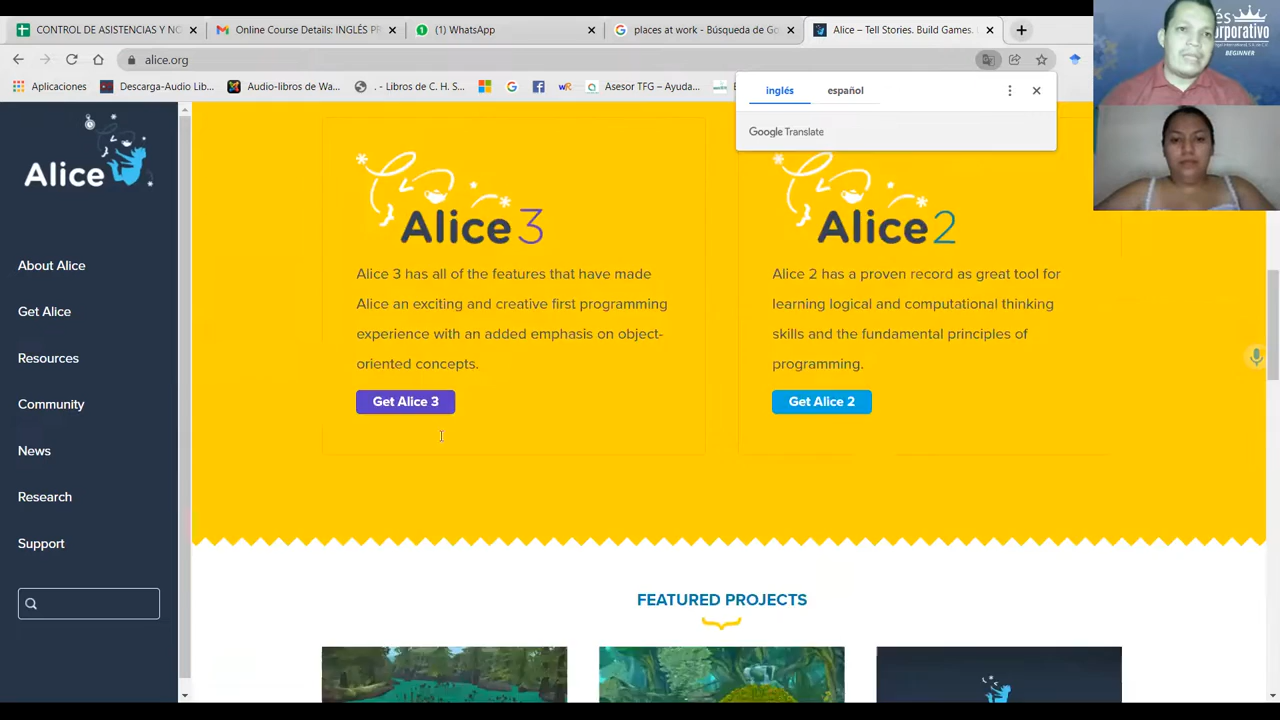 CONTROL DE ASISTENCIAS Y NO
Online Course Details: INGLÉS PR
(1) WhatsApp
places at work - Búsqueda de Go
Alice – Tell Stories. Build Games.
alice.org
Aplicaciones
Descarga-Audio Lib...
Audio-libros de Wa...
. - Libros de C. H. S...
Asesor TFG – Ayuda...
inglés
español
Google Translate
és
rporativo
BEGINNER
Alice
About Alice
Get Alice
Resources
Community
News
Research
Support
Alice 3
Alice 3 has all of the features that have made
Alice an exciting and creative first programming
experience with an added emphasis on object-
oriented concepts.
Get Alice 3
Alice 2
Alice 2 has a proven record as great tool for
learning logical and computational thinking
skills and the fundamental principles of
programming.
Get Alice 2
FEATURED PROJECTS